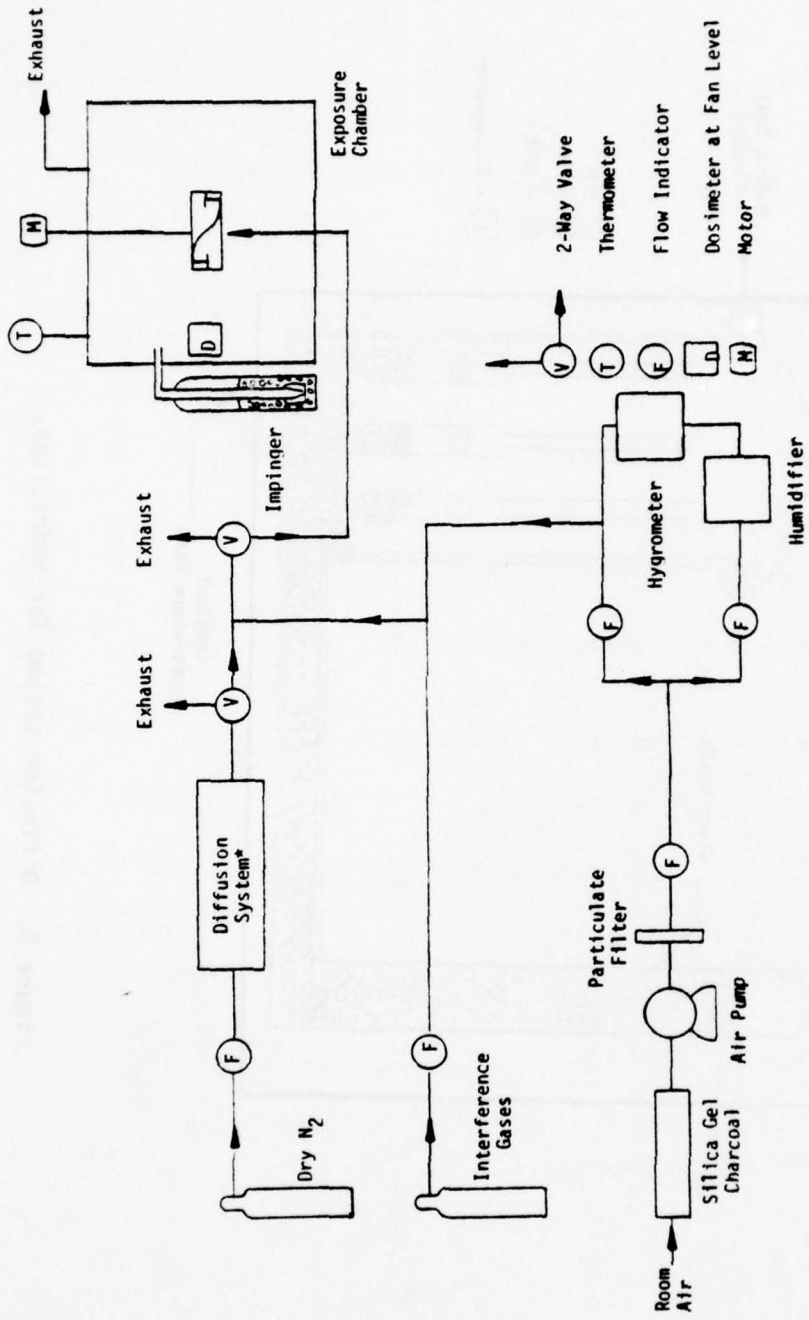 Exhaust
T
M
Exposure
Chamber
D
Impinger
Exhaust
V
Exhaust
V
Diffusion
System*
F
Dry N2
F
Interference
Gases
Room
Air
Silica Gel
Charcoal
Air Pump
Particulate
Filter
F
F
F
Hygrometer
Humidifier
V 2-Way Valve
T Thermometer
F Flow Indicator
D Dosimeter at Fan Level
M Motor